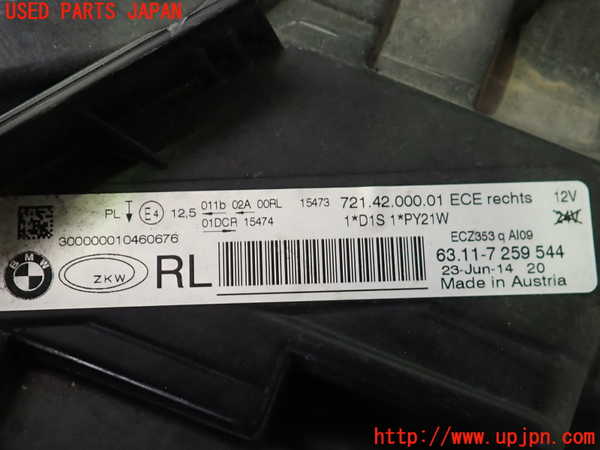 USED PARTS JAPAN
PL E4 12,5 011b 02A 00RL 15473 721.42.000.01 ECE rechts 12V
01DCR 15474 1*D1S 1*PY21W 24V
300000010460676 ECZ353 q AI09
BMW ZKW RL 63.11-7 259 544
23-Jun-14 20
Made in Austria
UPJ
http://www.upjpn.com/